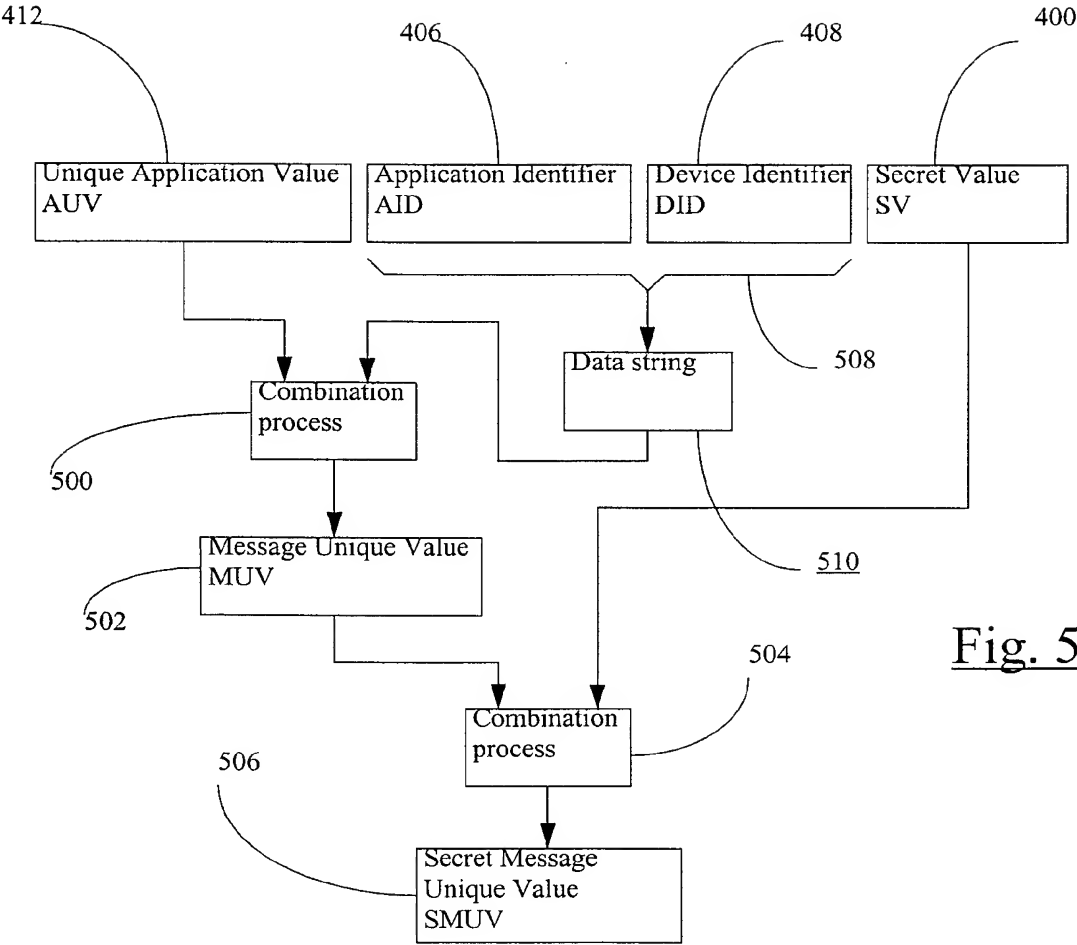 412
406
408
400
Unique Application Value
AUV
Application Identifier
AID
Device Identifier
DID
Secret Value
SV
Data string
508
Combination
process
500
Message Unique Value
MUV
510
502
Fig. 5
504
Combination
process
506
Secret Message
Unique Value
SMUV